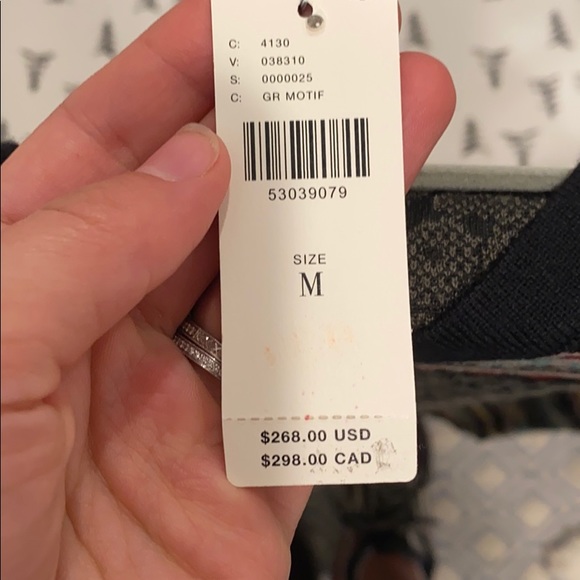 C: 4130
V: 038310
S: 0000025
C: GR MOTIF
53039079
SIZE
M
$268.00 USD
$298.00 CAD